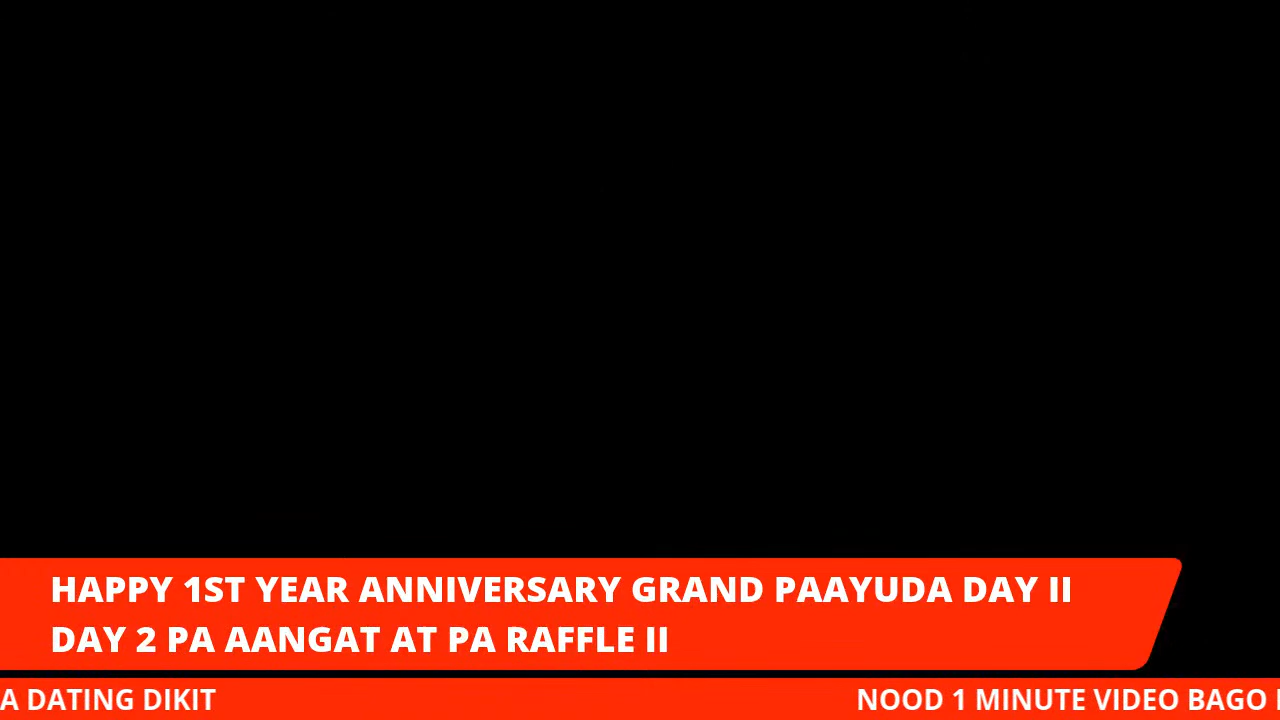 HAPPY 1ST YEAR ANNIVERSARY GRAND PAAYUDA DAY II
DAY 2 PA AANGAT AT PA RAFFLE II
A DATING DIKIT NOOD 1 MINUTE VIDEO BAGO